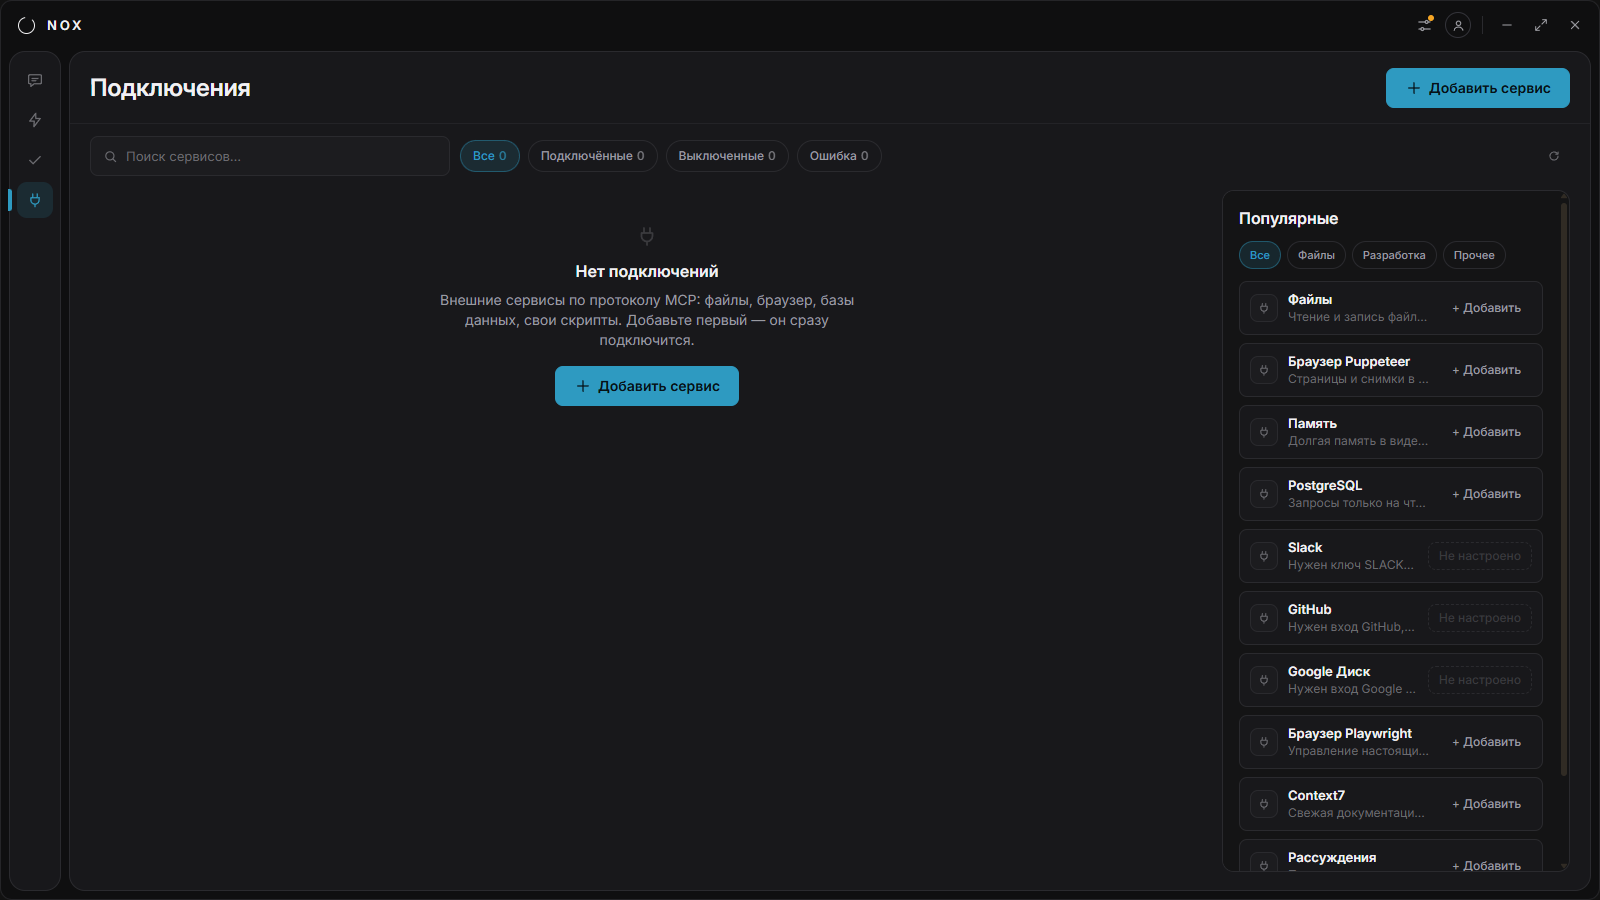 NOX
Подключения
+ Добавить сервис
Поиск сервисов...
Все 0
Подключённые 0
Выключенные 0
Ошибка 0
Нет подключений
Внешние сервисы по протоколу MCP: файлы, браузер, базы
данных, свои скрипты. Добавьте первый — он сразу
подключится.
+ Добавить сервис
Популярные
Все
Файлы
Разработка
Прочее
Файлы
Чтение и запись файл...
+ Добавить
Браузер Puppeteer
Страницы и снимки в ...
+ Добавить
Память
Долгая память в виде...
+ Добавить
PostgreSQL
Запросы только на чт...
+ Добавить
Slack
Нужен ключ SLACK...
Не настроено
GitHub
Нужен вход GitHub,...
Не настроено
Google Диск
Нужен вход Google ...
Не настроено
Браузер Playwright
Управление настоящи...
+ Добавить
Context7
Свежая документаци...
+ Добавить
Рассуждения
+ Добавить